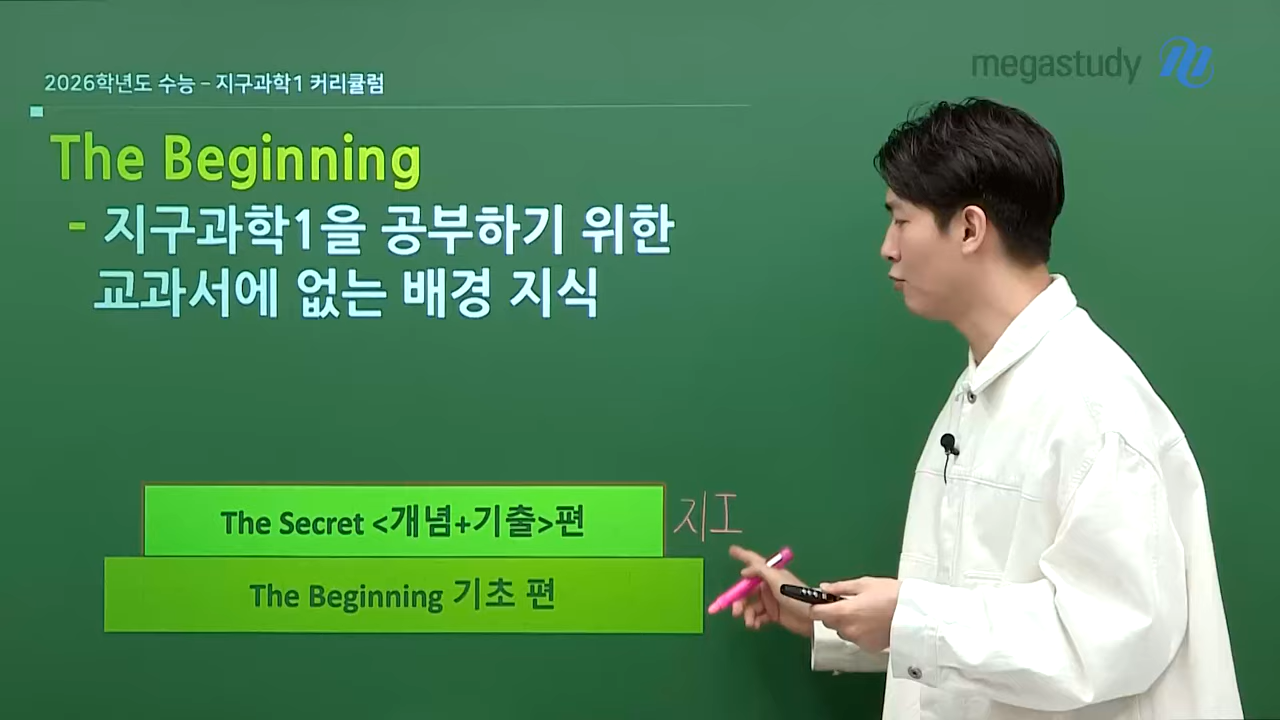 2026학년도 수능 – 지구과학1 커리큘럼
megastudy
The Beginning
- 지구과학1을 공부하기 위한
교과서에 없는 배경 지식
The Secret <개념+기출>편
지I
The Beginning 기초 편